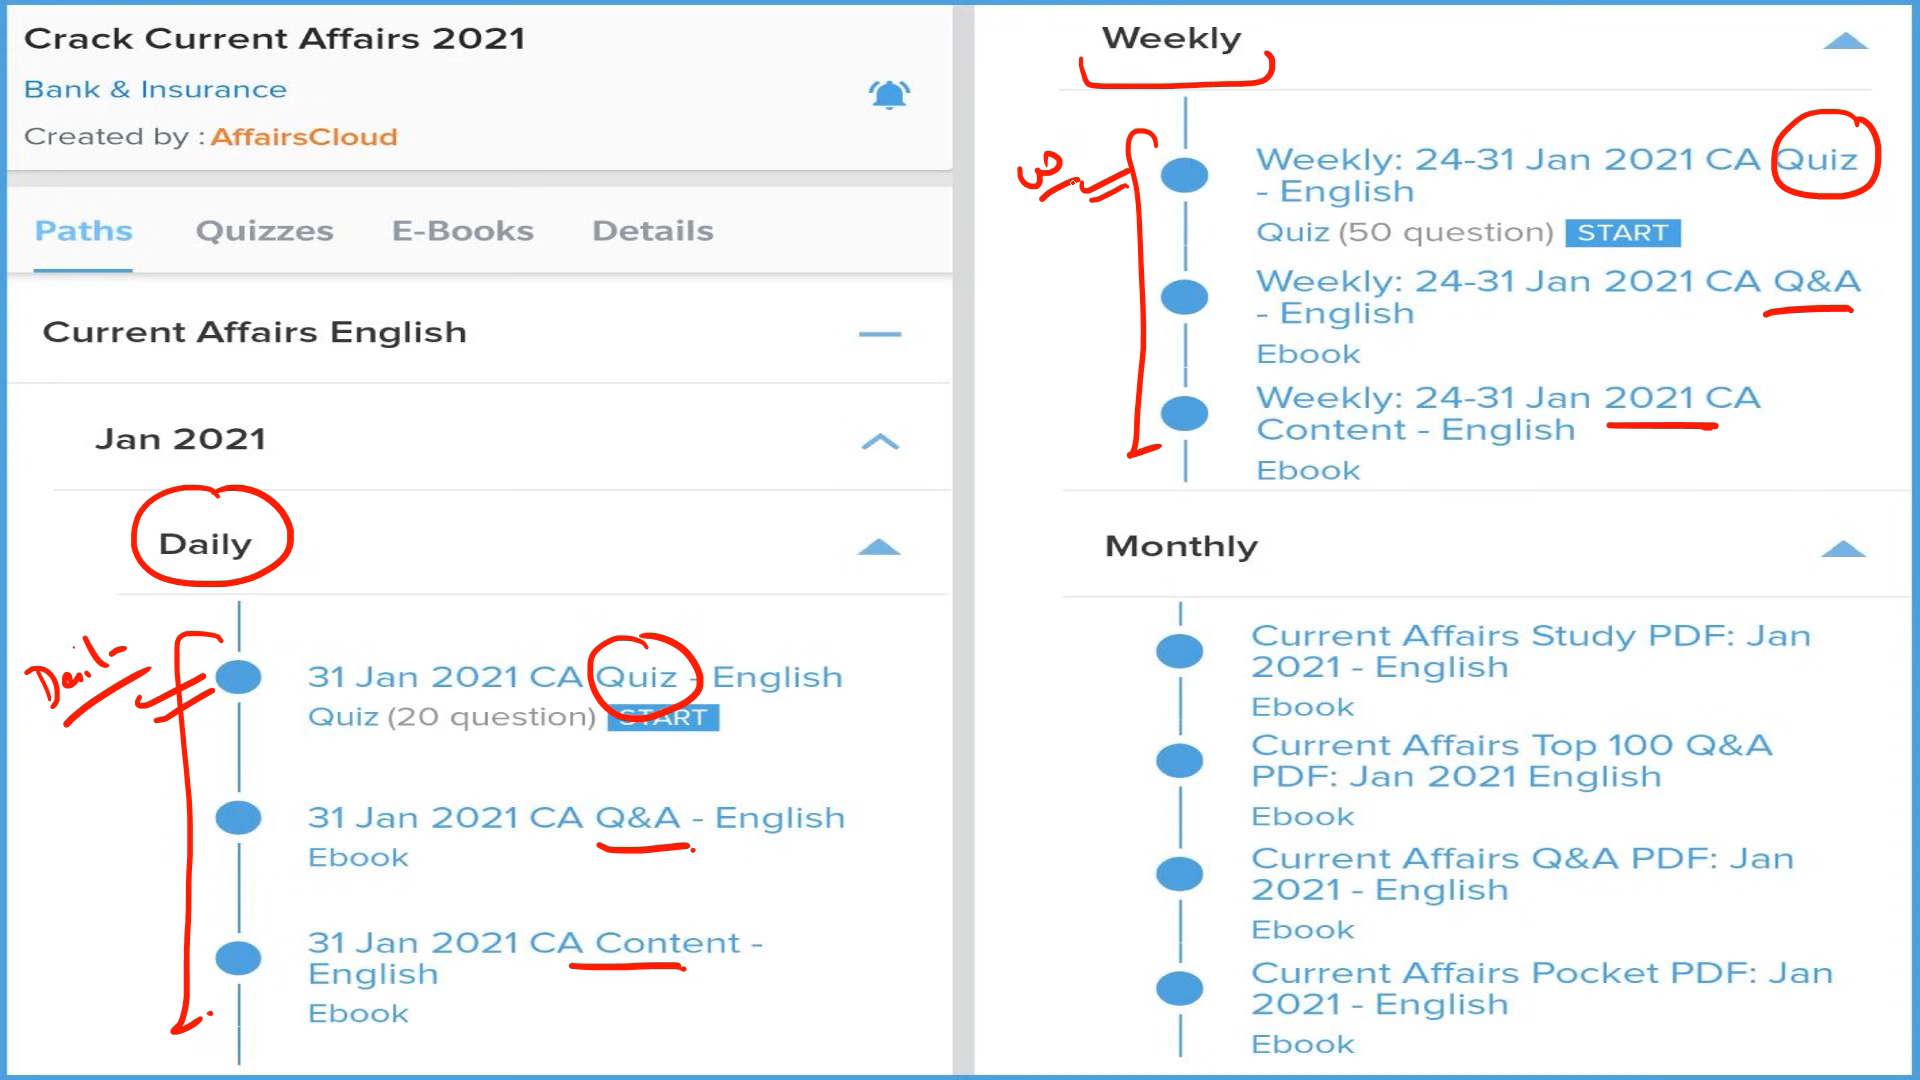 Crack Current Affairs 2021
Bank & Insurance
Created by : AffairsCloud
Paths Quizzes E-Books Details
Current Affairs English
Jan 2021
Daily
31 Jan 2021 CA Quiz - English
Quiz (20 question) START
31 Jan 2021 CA Q&A - English
Ebook
31 Jan 2021 CA Content -
English
Ebook
Weekly
Weekly: 24-31 Jan 2021 CA Quiz
- English
Quiz (50 question) START
Weekly: 24-31 Jan 2021 CA Q&A
- English
Ebook
Weekly: 24-31 Jan 2021 CA
Content - English
Ebook
Monthly
Current Affairs Study PDF: Jan
2021 - English
Ebook
Current Affairs Top 100 Q&A
PDF: Jan 2021 English
Ebook
Current Affairs Q&A PDF: Jan
2021 - English
Ebook
Current Affairs Pocket PDF: Jan
2021 - English
Ebook